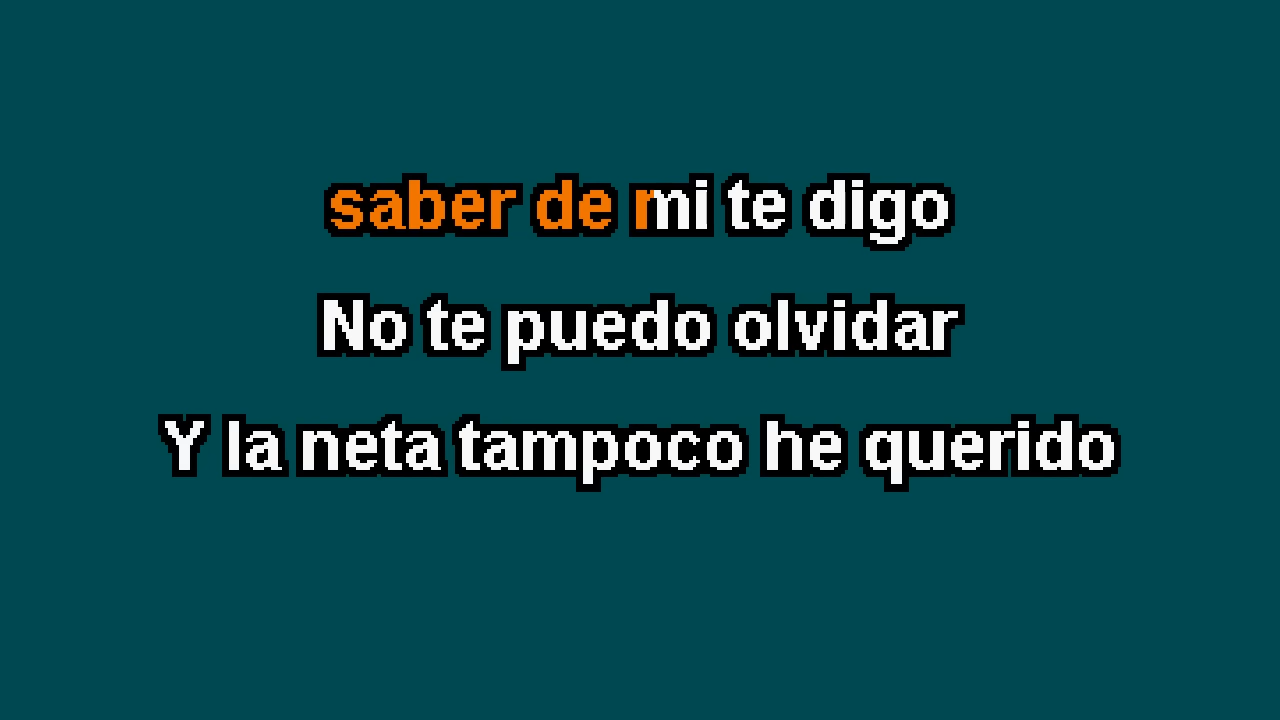 saber de mi te digo
No te puedo olvidar
Y la neta tampoco he querido